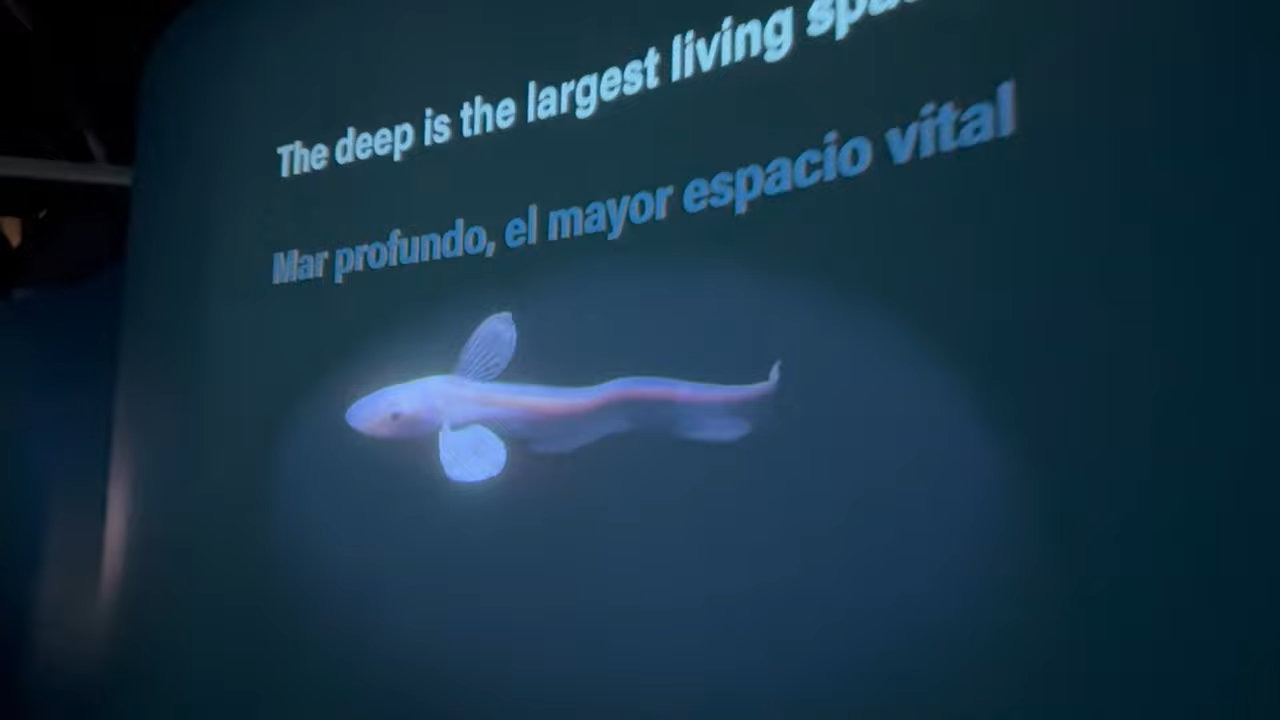 The deep is the largest living
Mar profundo, el mayor espacio vital